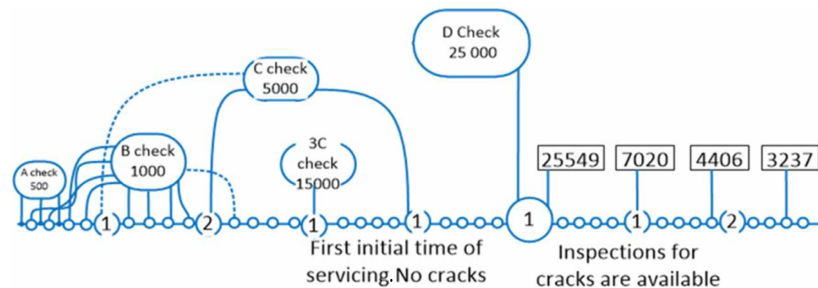 D Check
25 000
C check
5000
3C
check
15000
B check
1000
A check
500
25549
7020
4406
3237
1
2
1
1
1
1
2
First initial time of
servicing.No cracks
Inspections for
cracks are available